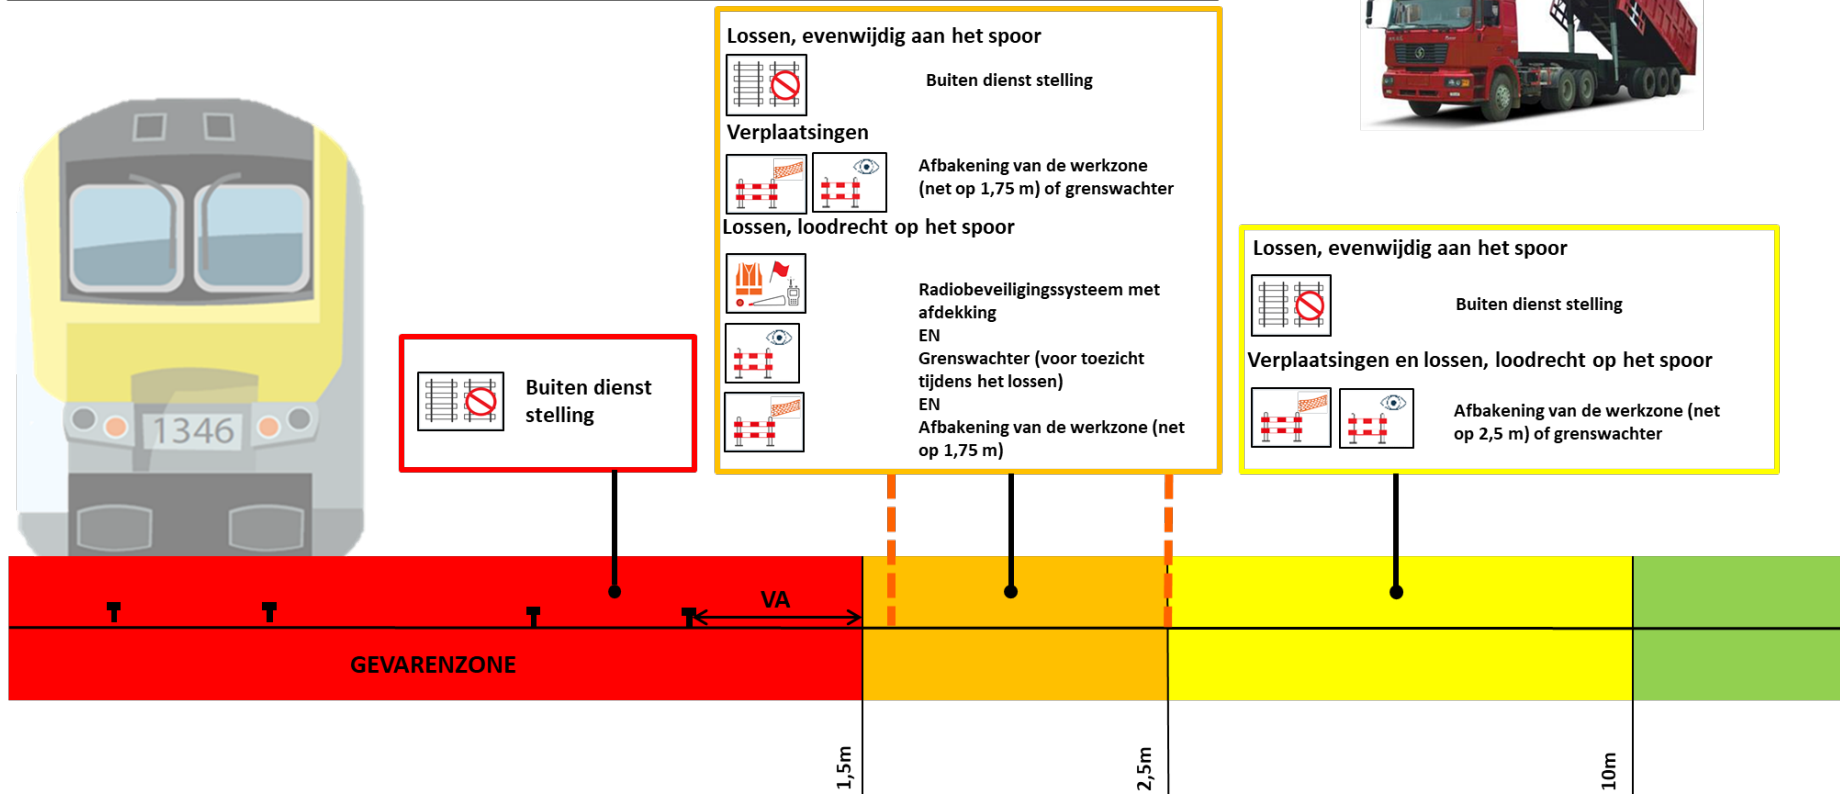 Lossen, evenwijdig aan het spoor
Buiten dienst stelling
Verplaatsingen
Afbakening van de werkzone
(net op 1,75 m) of grenswachter
Lossen, loodrecht op het spoor
Radiobeveiligingssysteem met
afdekking
EN
Grenswachter (voor toezicht
tijdens het lossen)
EN
Afbakening van de werkzone (net
op 1,75 m)
Lossen, evenwijdig aan het spoor
Buiten dienst stelling
Verplaatsingen en lossen, loodrecht op het spoor
Afbakening van de werkzone (net
op 2,5 m) of grenswachter
Buiten dienst
stelling
1346
VA
GEVARENZONE
1,5m
2,5m
10m